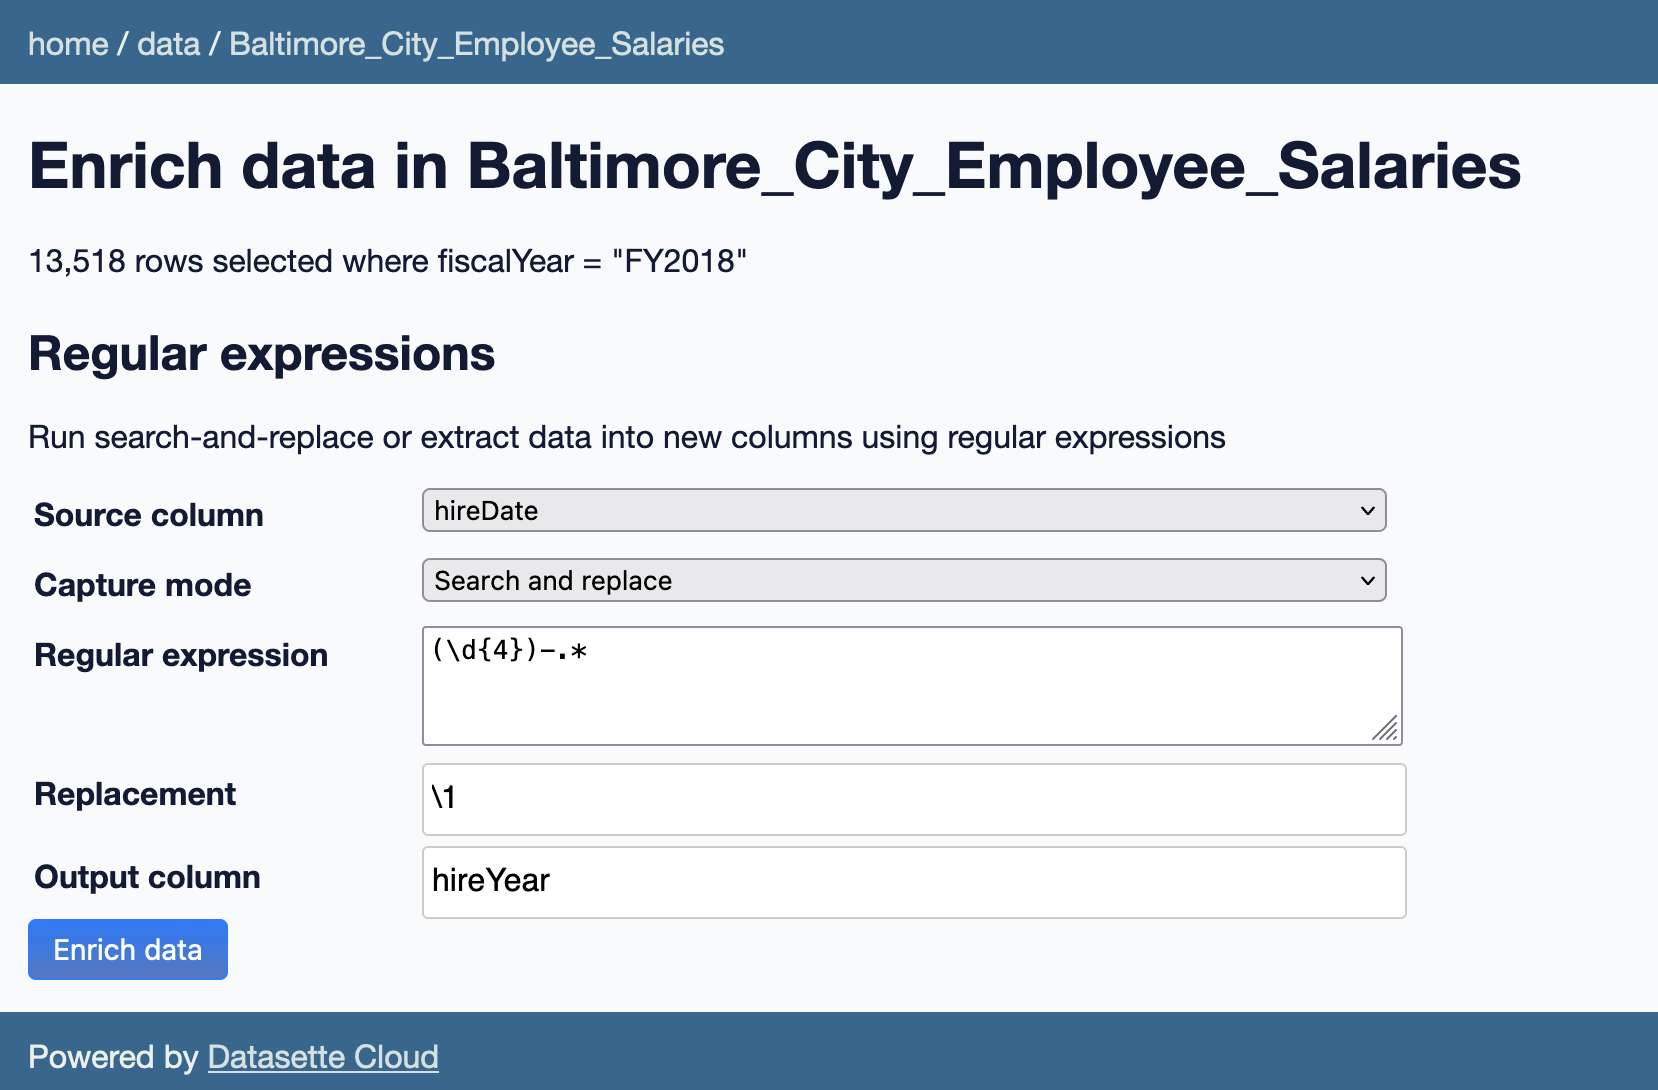 home / data / Baltimore_City_Employee_Salaries
Enrich data in Baltimore_City_Employee_Salaries
13,518 rows selected where fiscalYear = "FY2018"
Regular expressions
Run search-and-replace or extract data into new columns using regular expressions
Source column hireDate
Capture mode Search and replace
Regular expression (\d{4})-.*
Replacement \1
Output column hireYear
Enrich data
Powered by Datasette Cloud